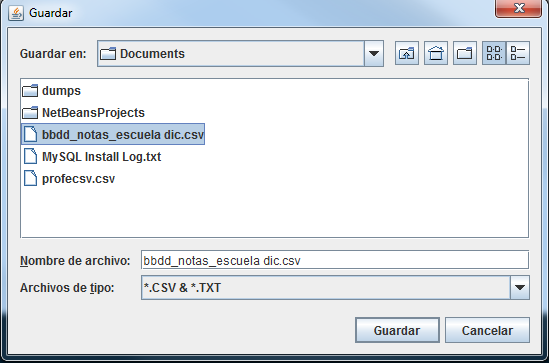 Guardar
Guardar en: Documents
dumps
NetBeansProjects
bbdd_notas_escuela dic.csv
MySQL Install Log.txt
profecsv.csv
Nombre de archivo: bbdd_notas_escuela dic.csv
Archivos de tipo: *.CSV & *.TXT
Guardar Cancelar